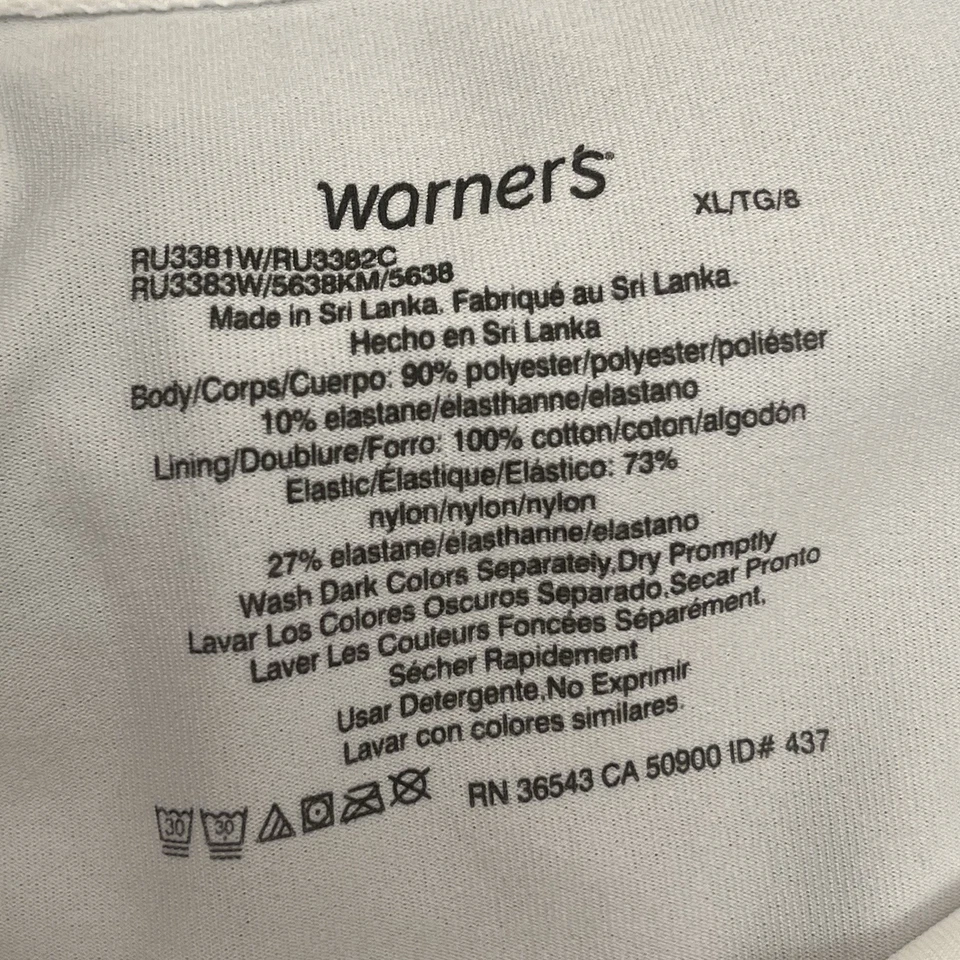 warner's®
XL/TG/8
RU3381W/RU3382C
RU3383W/5638KM/5638
Made in Sri Lanka. Fabriqué au Sri Lanka.
Hecho en Sri Lanka
Body/Corps/Cuerpo: 90% polyester/polyester/poliéster
10% elastane/élasthanne/elastano
Lining/Doublure/Forro: 100% cotton/coton/algodón
Elastic/Élastique/Elástico: 73%
nylon/nylon/nylon
27% elastane/élasthanne/elastano
Wash Dark Colors Separately,Dry Promptly
Lavar Los Colores Oscuros Separado,Secar Pronto
Laver Les Couleurs Foncées Séparément,
Sécher Rapidement
Usar Detergente,No Exprimir
Lavar con colores similares.
30 30
RN 36543 CA 50900 ID# 437